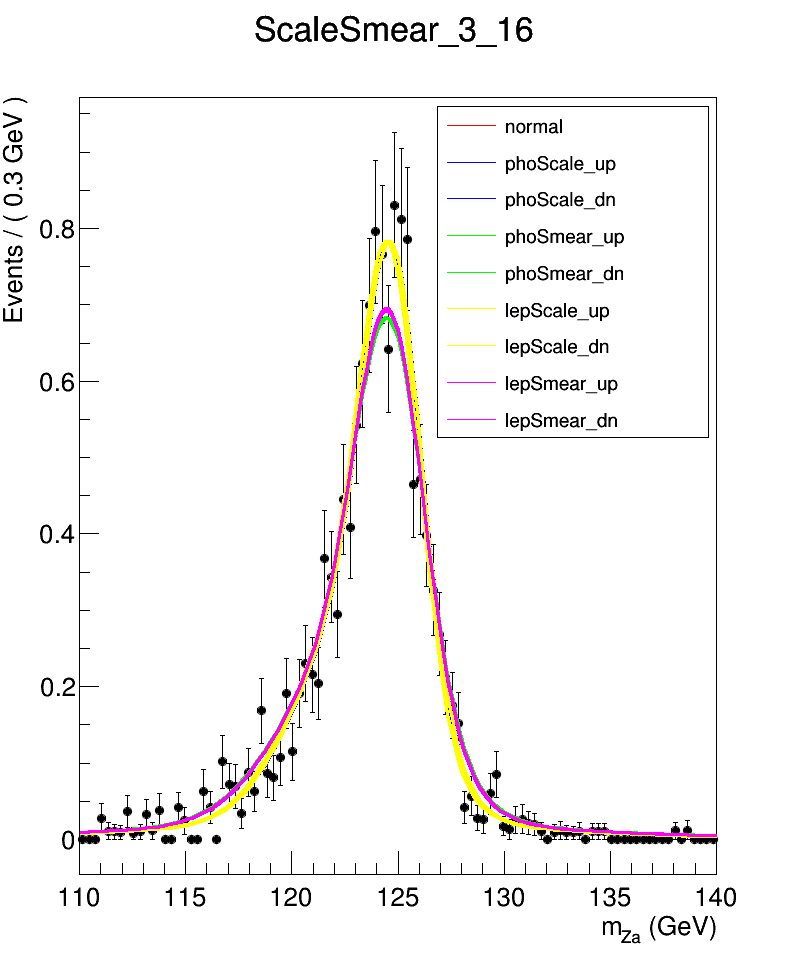 ScaleSmear_3_16
Events / ( 0.3 GeV )
0.8
0.6
0.4
0.2
0
normal
phoScale_up
phoScale_dn
phoSmear_up
phoSmear_dn
lepScale_up
lepScale_dn
lepSmear_up
lepSmear_dn
110 115 120 125 130 135 140
mZa (GeV)